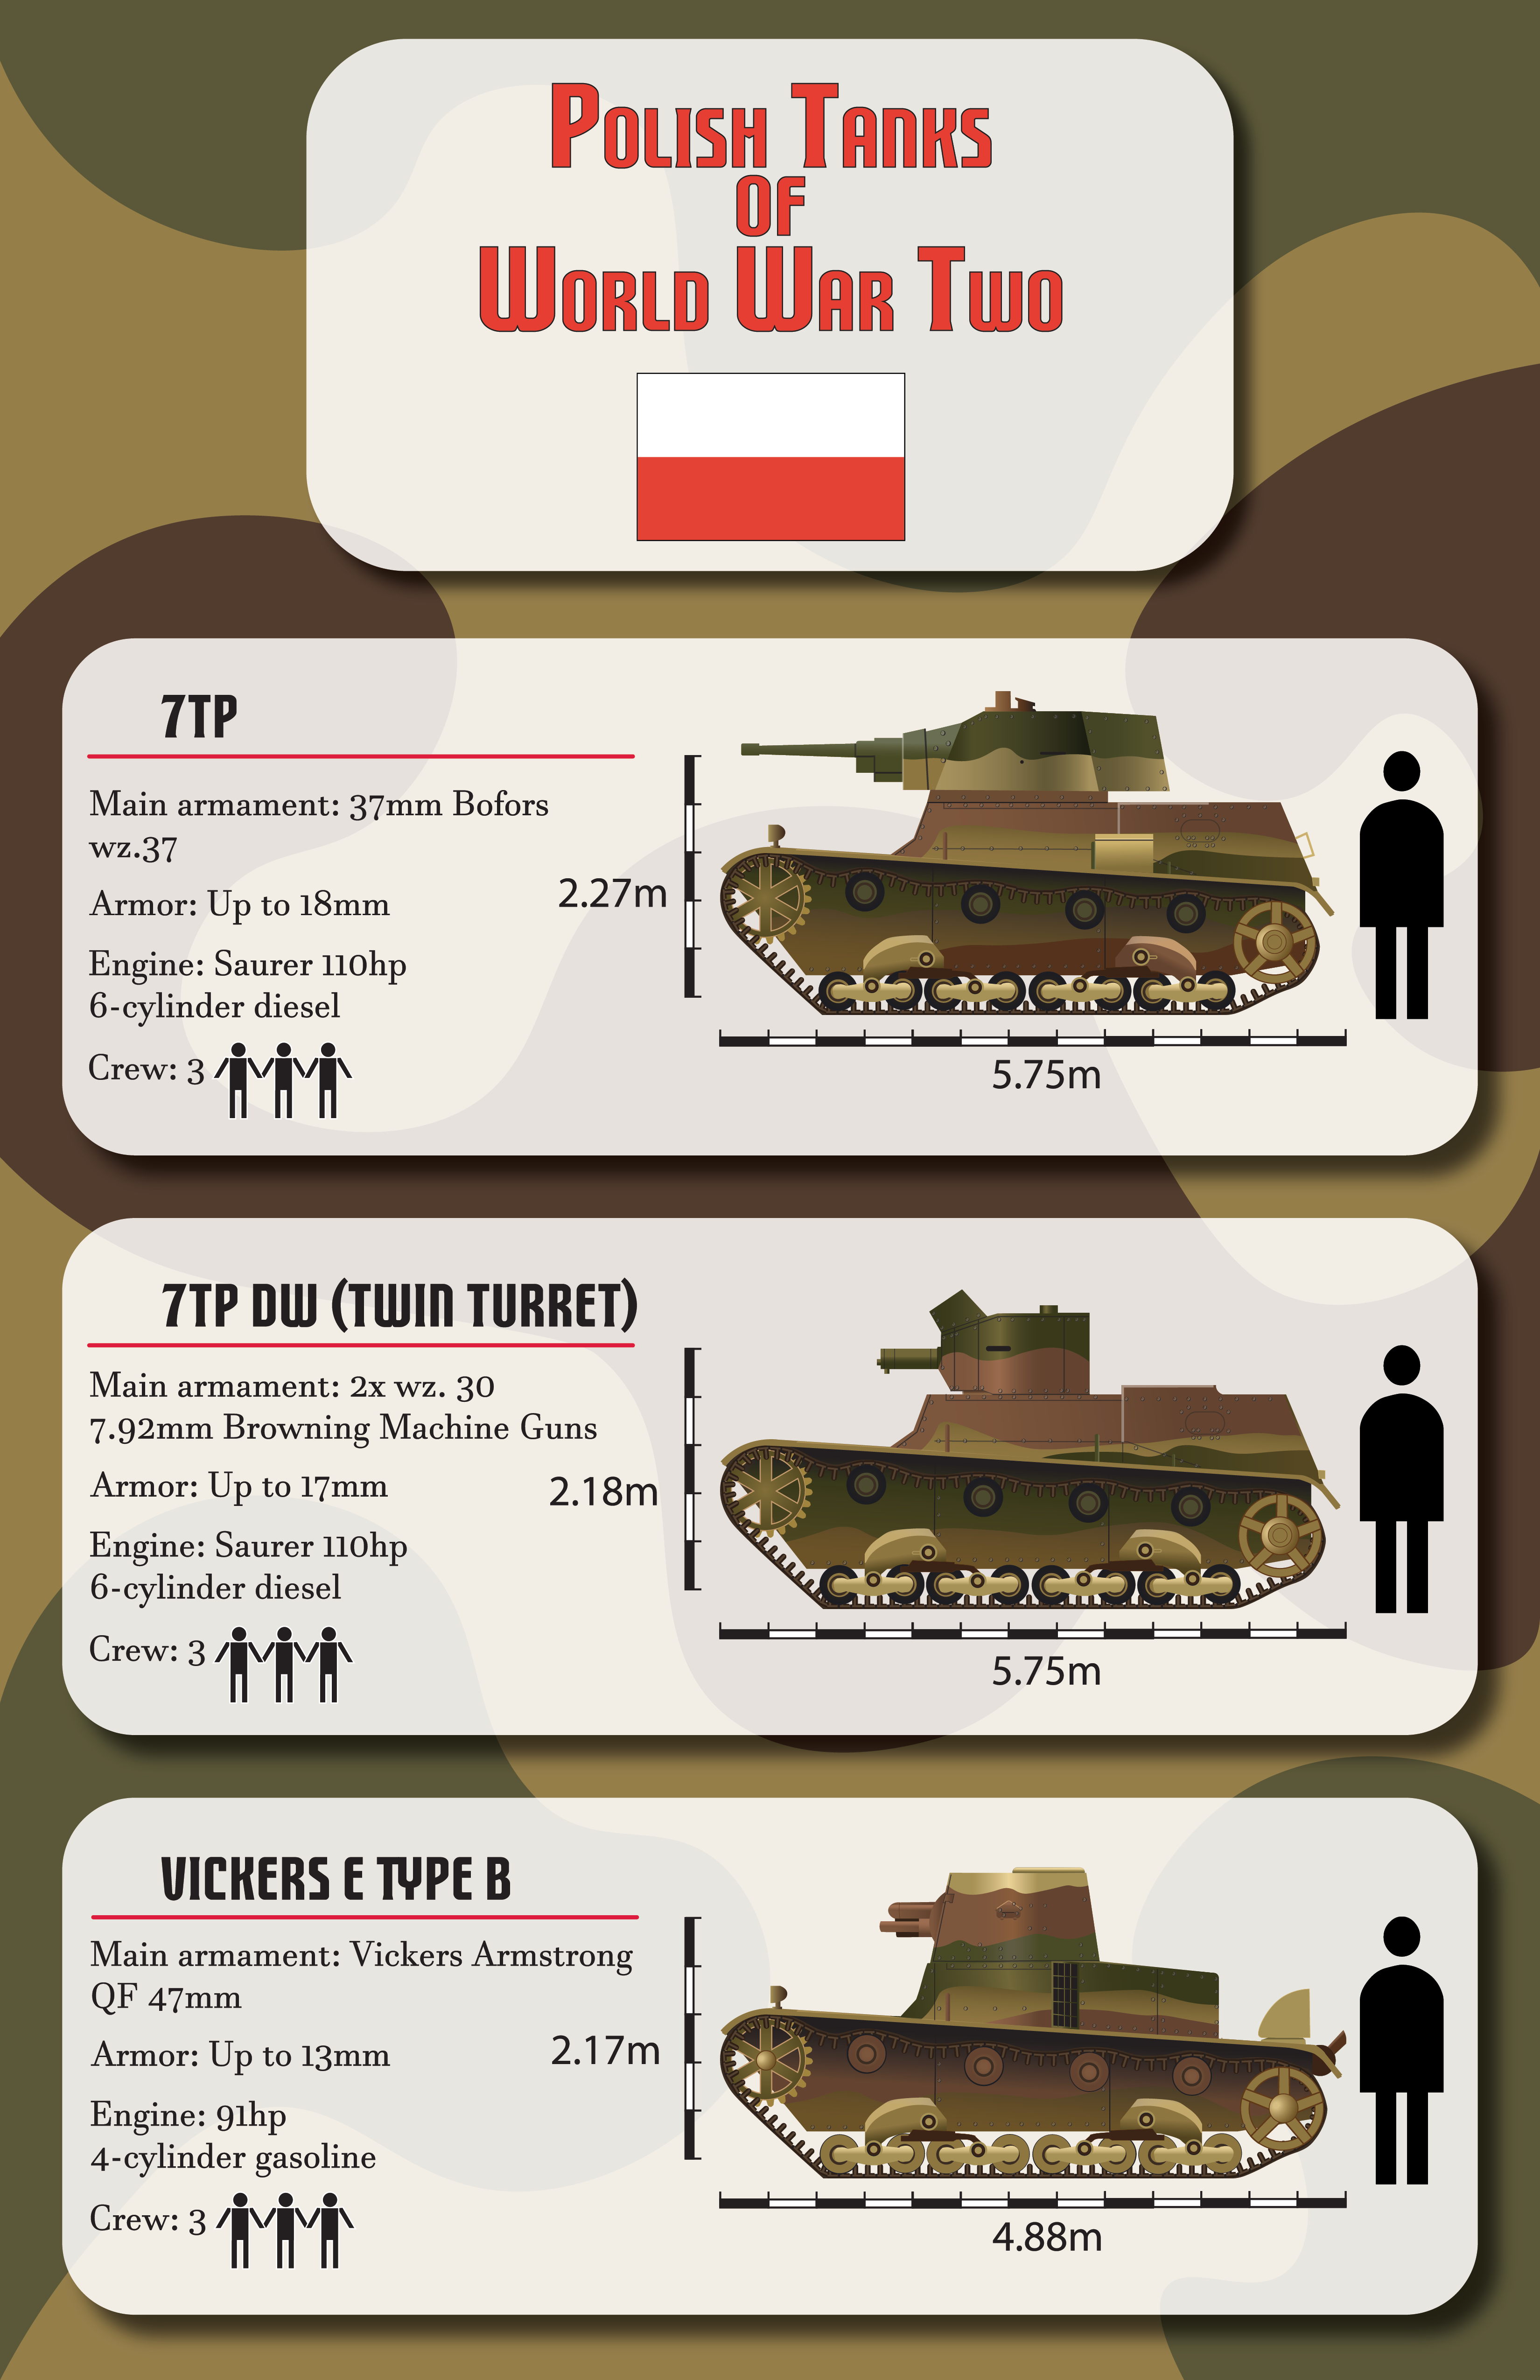 Polish Tanks
of
World War Two
7TP
Main armament: 37mm Bofors
wz.37
Armor: Up to 18mm
Engine: Saurer 110hp
6-cylinder diesel
Crew: 3
2.27m
5.75m
7TP DW (TWIN TURRET)
Main armament: 2x wz. 30
7.92mm Browning Machine Guns
Armor: Up to 17mm
Engine: Saurer 110hp
6-cylinder diesel
Crew: 3
2.18m
5.75m
VICKERS E TYPE B
Main armament: Vickers Armstrong
QF 47mm
Armor: Up to 13mm
Engine: 91hp
4-cylinder gasoline
Crew: 3
2.17m
4.88m